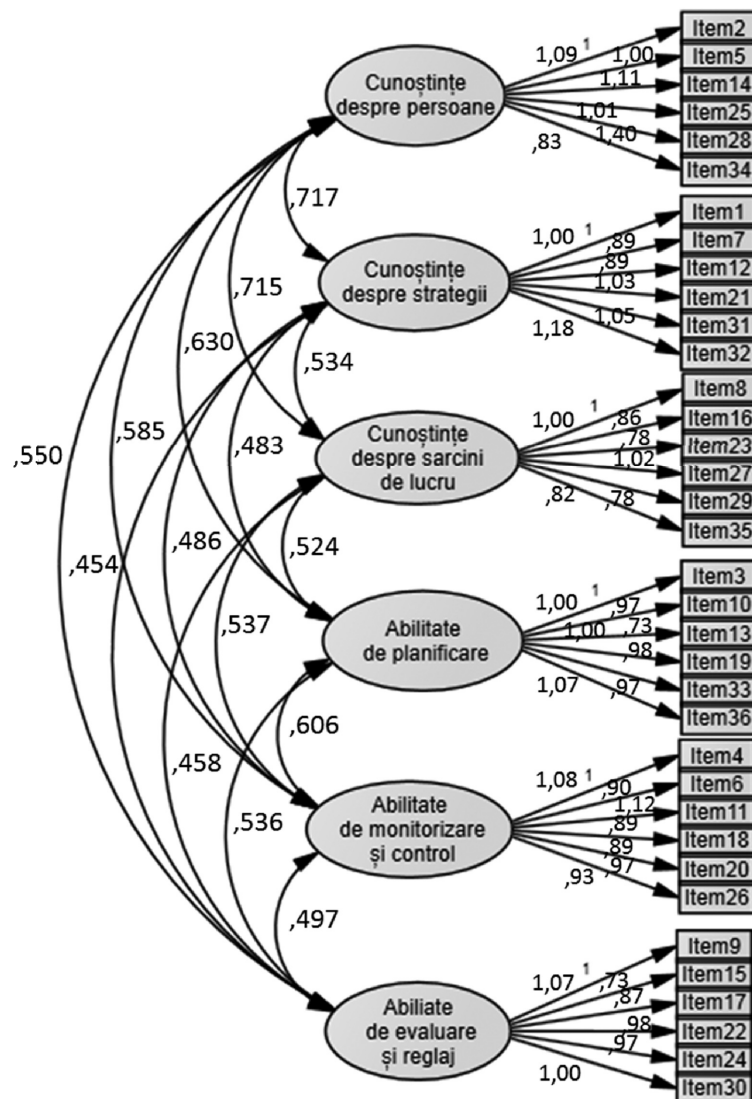 Cunoștințe
despre persoane
1,09
1
1,00
1,11
1,01
1,40
,83
Item2
Item5
Item14
Item25
Item28
Item34
,717
Cunoștințe
despre strategii
1,00
1
,89
,89
1,03
1,05
1,18
Item1
Item7
Item12
Item21
Item31
Item32
,715
,630
,534
Cunoștințe
despre sarcini
de lucru
1,00
1
,86
,78
1,02
,78
,82
Item8
Item16
Item23
Item27
Item29
Item35
,550
,585
,483
,454
,486
,524
,537
Abilitate
de planificare
1,00
1
,97
1,00
,73
,98
,97
1,07
Item3
Item10
Item13
Item19
Item33
Item36
,606
,458
,536
Abilitate
de monitorizare
și control
1,08
1
,90
1,12
,89
,89
,97
,93
Item4
Item6
Item11
Item18
Item20
Item26
,497
Abiliate
de evaluare
și reglaj
1,07
1
,73
,87
,98
,97
1,00
Item9
Item15
Item17
Item22
Item24
Item30